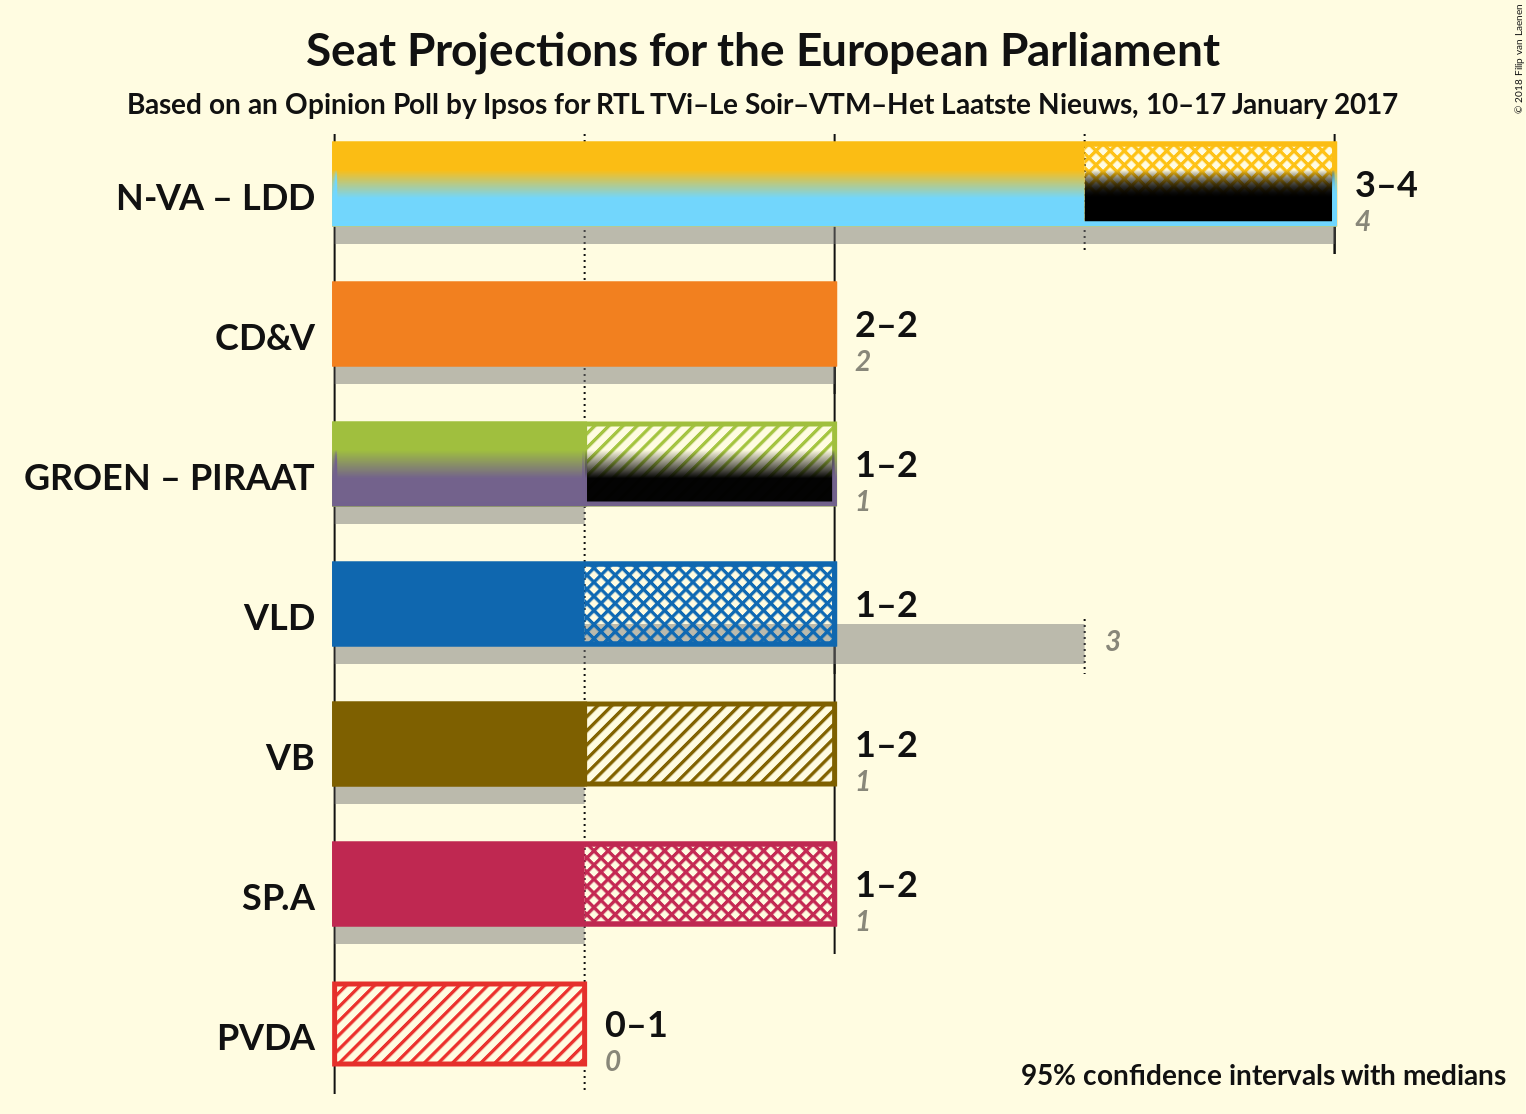 Seat Projections for the European Parliament
Based on an Opinion Poll by Ipsos for RTL TVi–Le Soir–VTM–Het Laatste Nieuws, 10–17 January 2017
© 2018 Filip van Laenen
N-VA – LDD
3–4
4
CD&V
2–2
2
GROEN – PIRAAT
1–2
1
VLD
1–2
3
VB
1–2
1
SP.A
1–2
1
PVDA
0–1
0
95% confidence intervals with medians